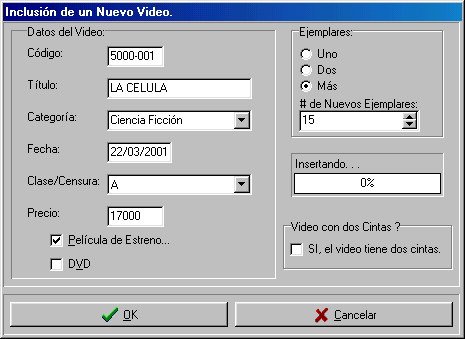 Inclusión de un Nuevo Video.
Datos del Video:
Código:
5000-001
Título:
LA CELULA
Categoría:
Ciencia Ficción
Fecha:
22/03/2001
Clase/Censura:
A
Precio:
17000
Película de Estreno...
DVD
Ejemplares:
Uno
Dos
Más
# de Nuevos Ejemplares:
15
Insertando. . .
0%
Video con dos Cintas ?
SI, el video tiene dos cintas.
OK
Cancelar